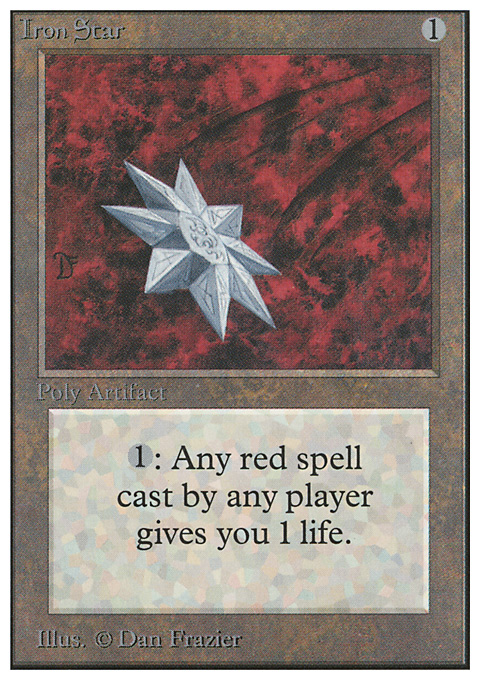 Iron Star
1
DF
Poly Artifact
1: Any red spell
cast by any player
gives you 1 life.
Illus. © Dan Frazier